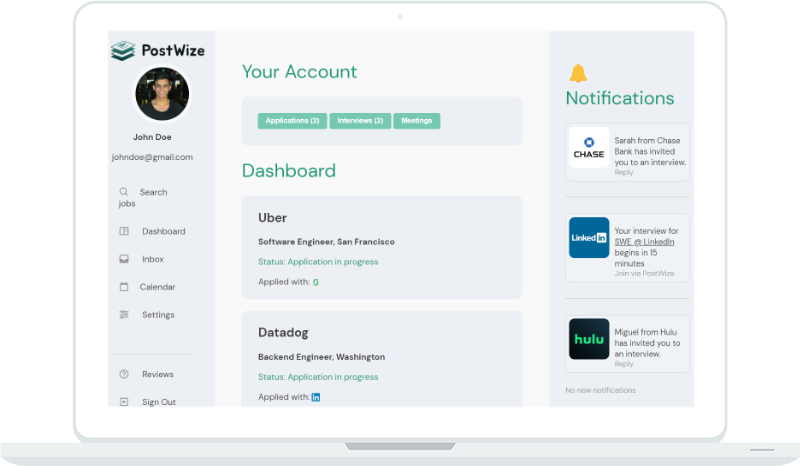 PostWize
John Doe
johndoe@gmail.com
Search
jobs
Dashboard
Inbox
Calendar
Settings
Reviews
Sign Out
Your Account
Applications (2)
Interviews (2)
Meetings
Dashboard
Uber
Software Engineer, San Francisco
Status: Application in progress
Applied with:
Datadog
Backend Engineer, Washington
Status: Application in progress
Applied with: in
Notifications
CHASE
Sarah from Chase
Bank has invited
you to an interview.
Reply
Linked in
Your interview for
SWE @ LinkedIn
begins in 15
minutes
Join via PostWize
hulu
Miguel from Hulu
has invited you to
an interview.
Reply
No new notifications